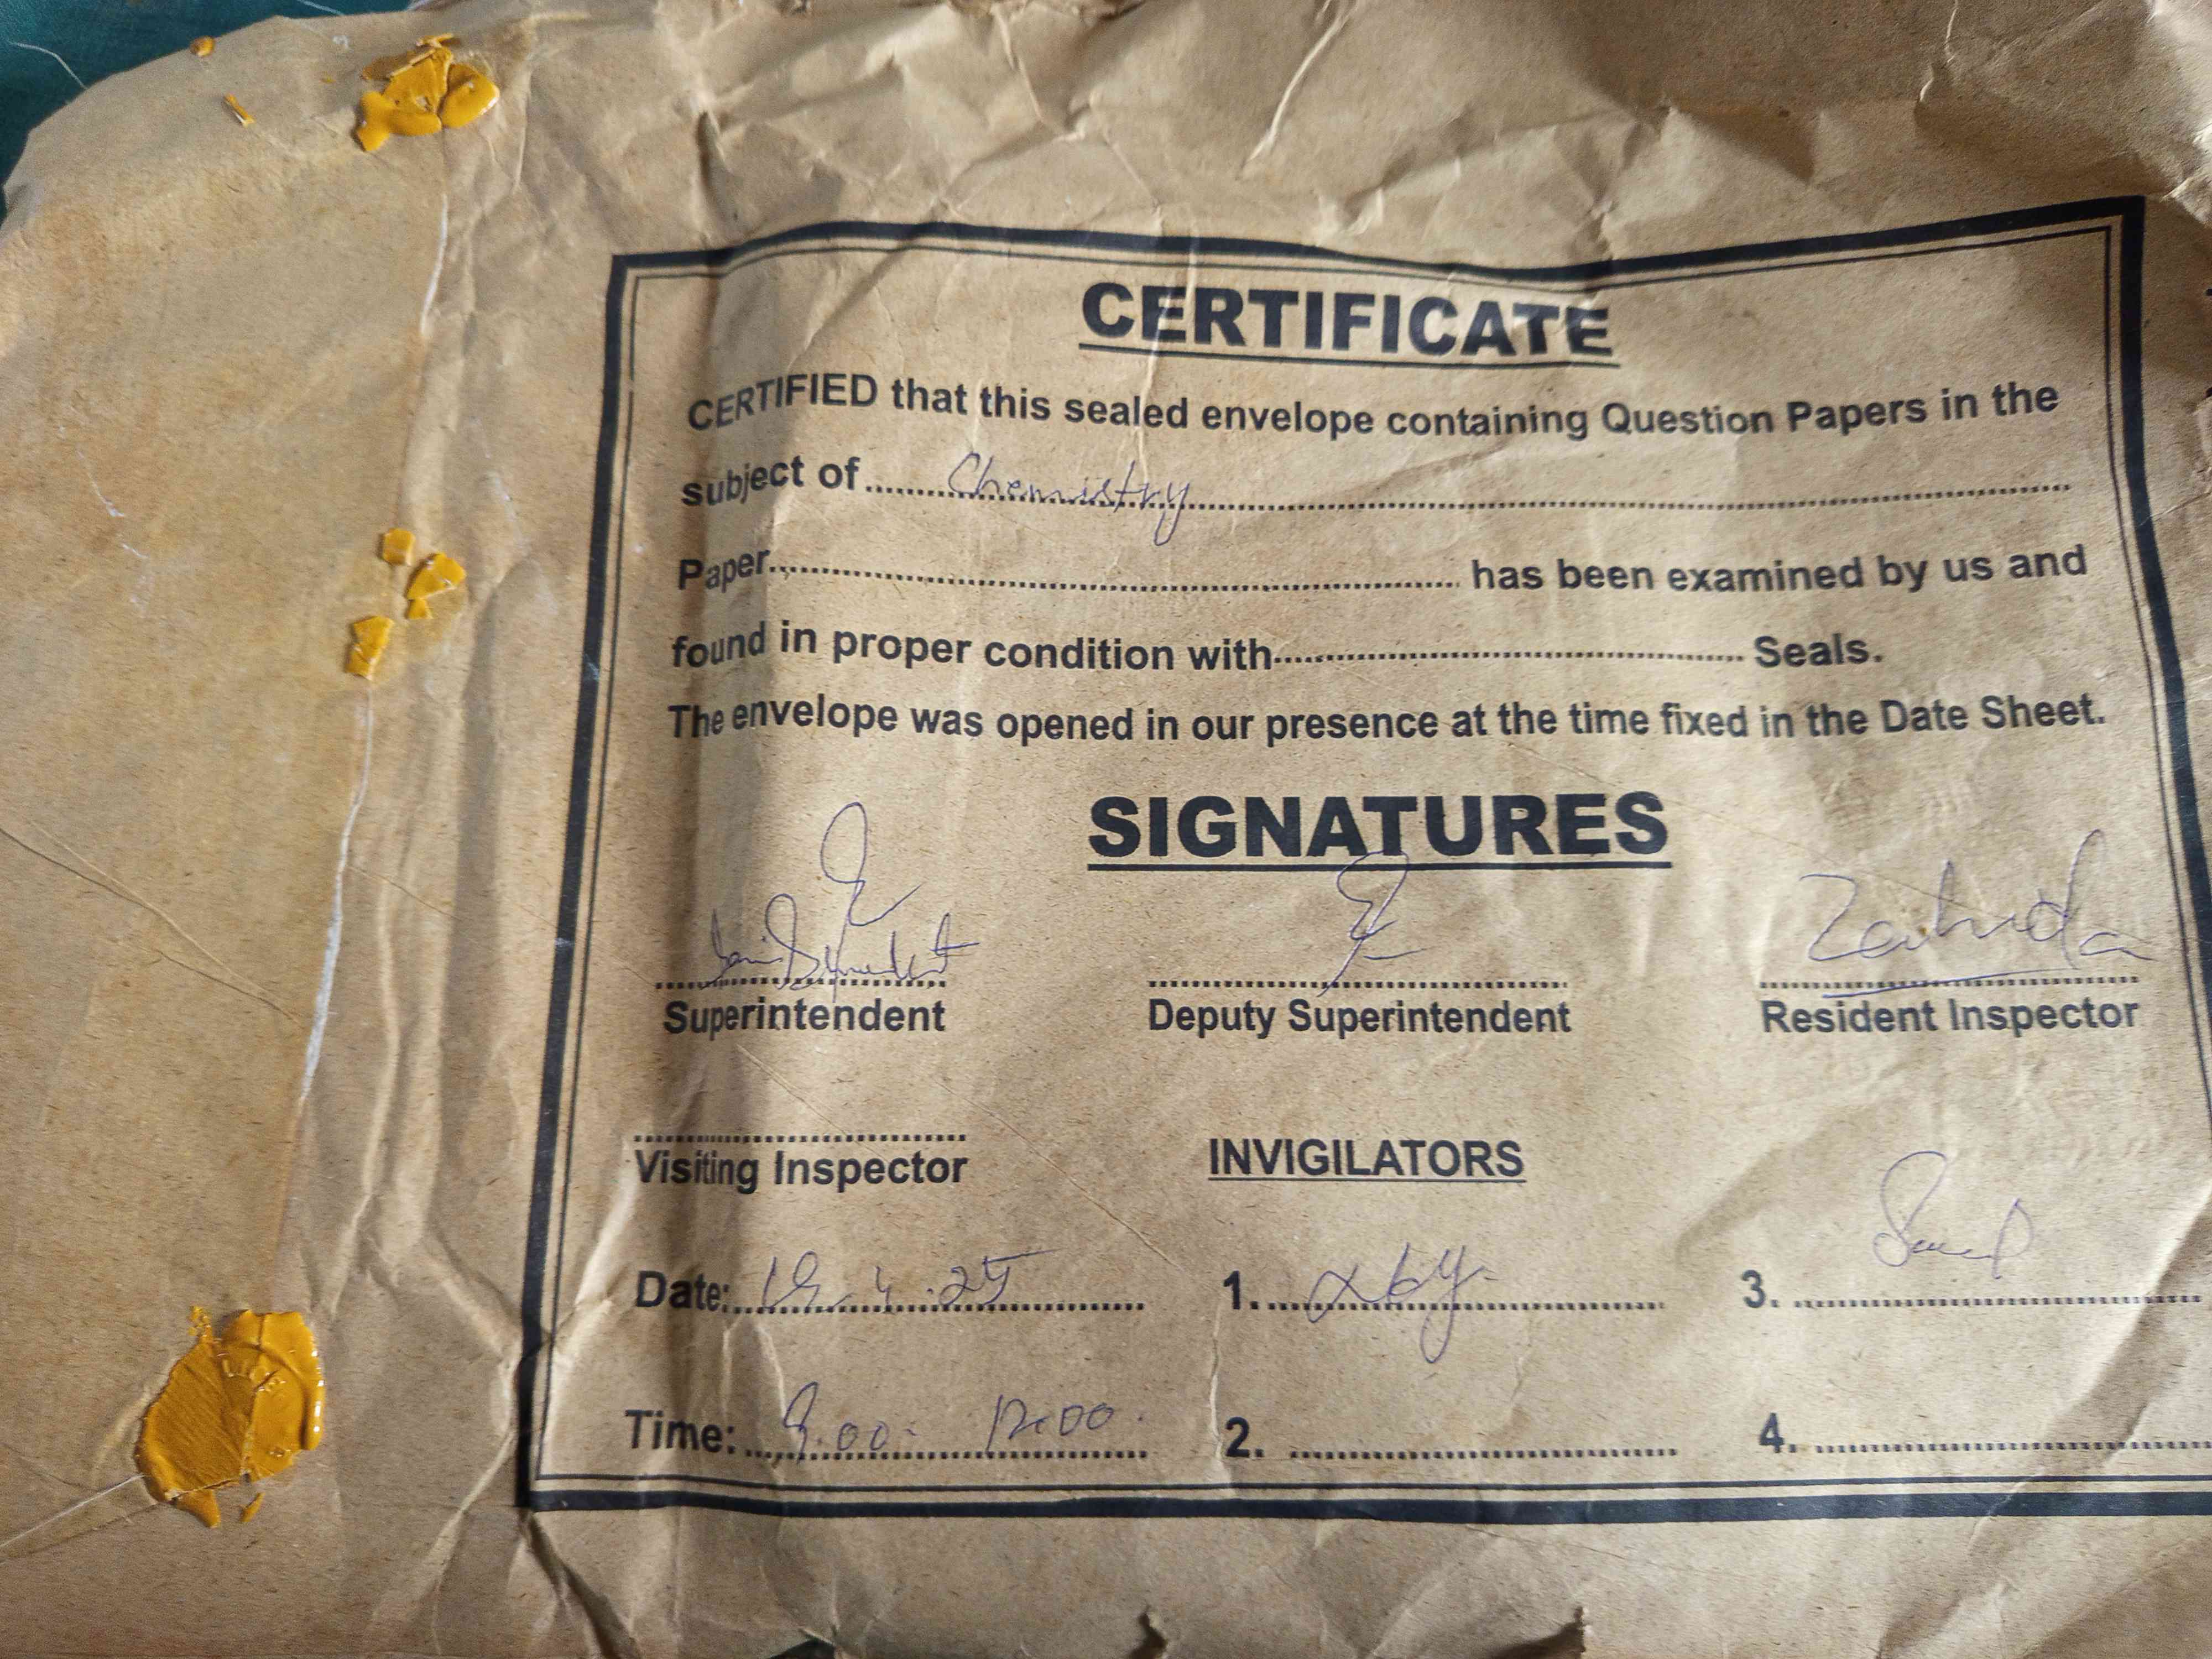 CERTIFICATE
CERTIFIED that this sealed envelope containing Question Papers in the
subject of Chemistry
Paper has been examined by us and
found in proper condition with Seals.
The envelope was opened in our presence at the time fixed in the Date Sheet.
SIGNATURES
Zahida
Superintendent Deputy Superintendent Resident Inspector
Visiting Inspector INVIGILATORS
Date: 19.4.25 1. 3.
Time: 9.00 12.00 2. 4.